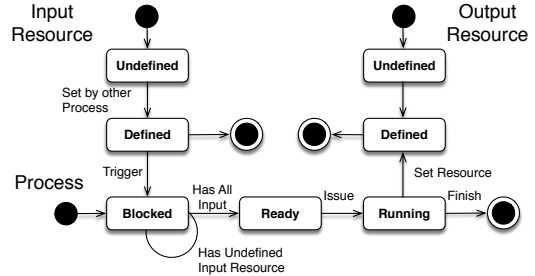 Input
Resource
Output
Resource
Undefined
Undefined
Set by other
Process
Defined
Defined
Trigger
Set Resource
Process
Has All
Input
Issue
Finish
Blocked
Ready
Running
Has Undefined
Input Resource